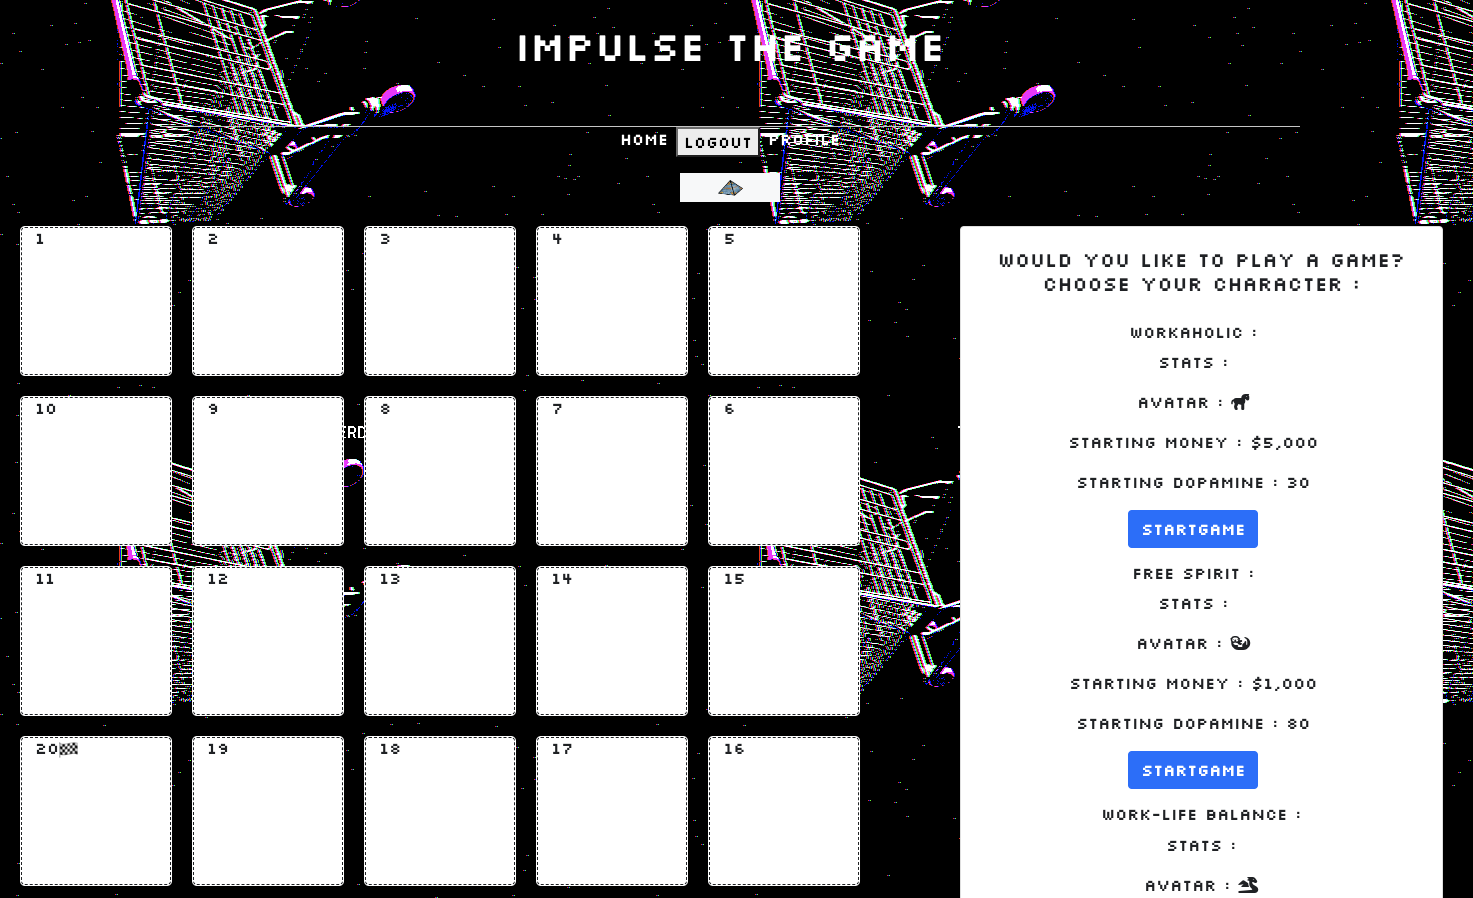 IMPULSE THE GAME
HOME LOGOUT PROFILE
1 2 3 4 5
10 9 8 7 6
11 12 13 14 15
20 19 18 17 16
WOULD YOU LIKE TO PLAY A GAME?
CHOOSE YOUR CHARACTER :
WORKAHOLIC :
STATS :
AVATAR :
STARTING MONEY : $5,000
STARTING DOPAMINE : 30
STARTGAME
FREE SPIRIT :
STATS :
AVATAR :
STARTING MONEY : $1,000
STARTING DOPAMINE : 80
STARTGAME
WORK-LIFE BALANCE :
STATS :
AVATAR :